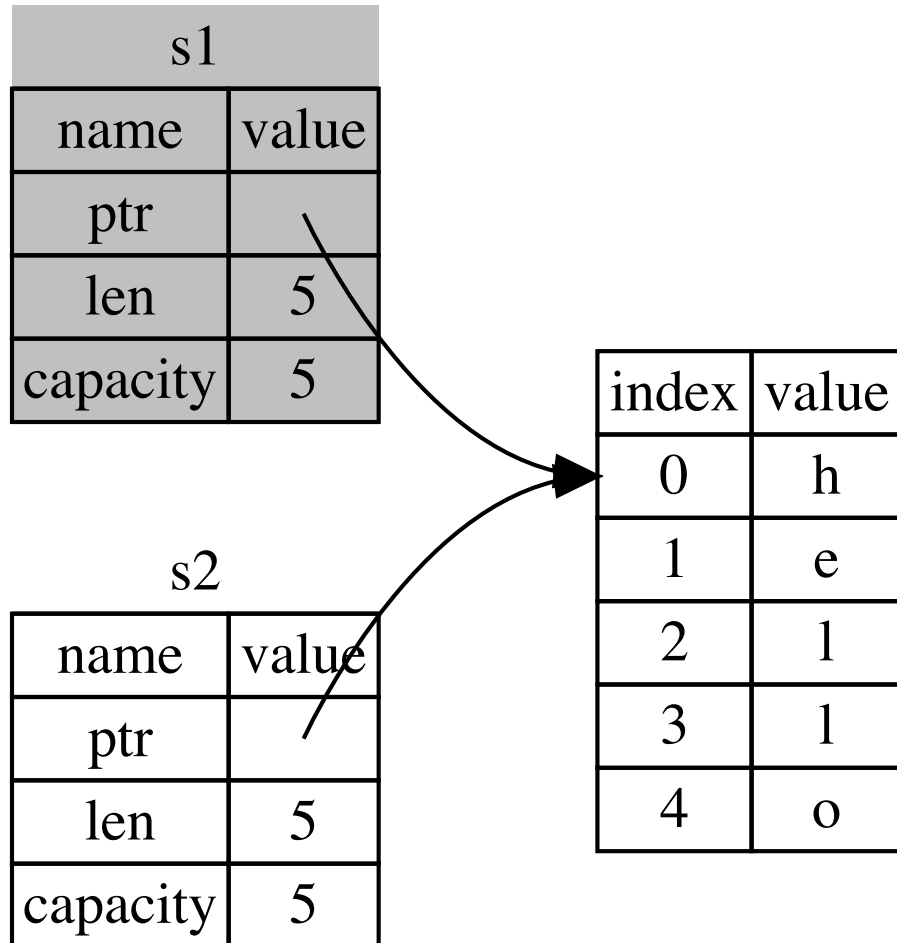 s1
name value
ptr
len 5
capacity 5
s2
name value
ptr
len 5
capacity 5
index value
0 h
1 e
2 l
3 l
4 o